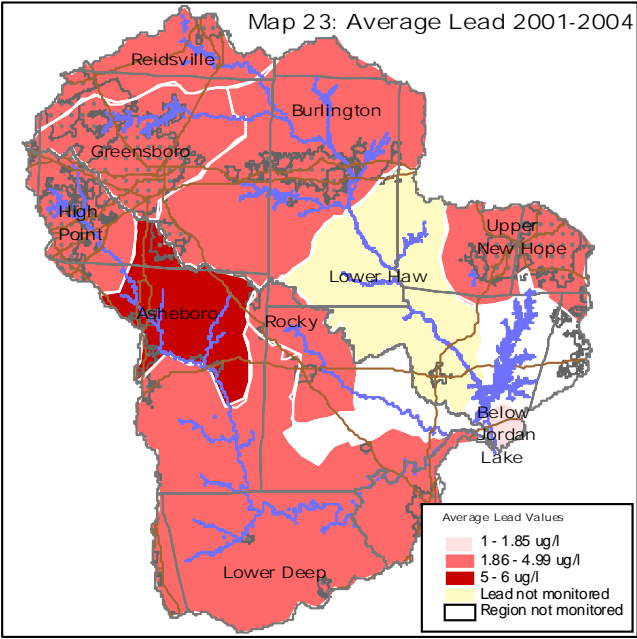 Map 23: Average Lead 2001-2004
Reidsville
Burlington
Greensboro
High
Point
Upper
New Hope
Lower Haw
Asheboro
Rocky
Below
Jordan
Lake
Lower Deep
Average Lead Values
1 - 1.85 ug/l
1.86 - 4.99 ug/l
5 - 6 ug/l
Lead not monitored
Region not monitored